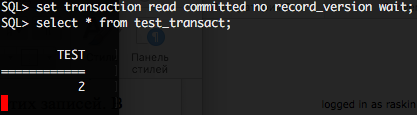 SQL> set transaction read committed no record_version wait;
SQL> select * from test_transact;
TEST
============
2
Панель
стилей
logged in as raskin